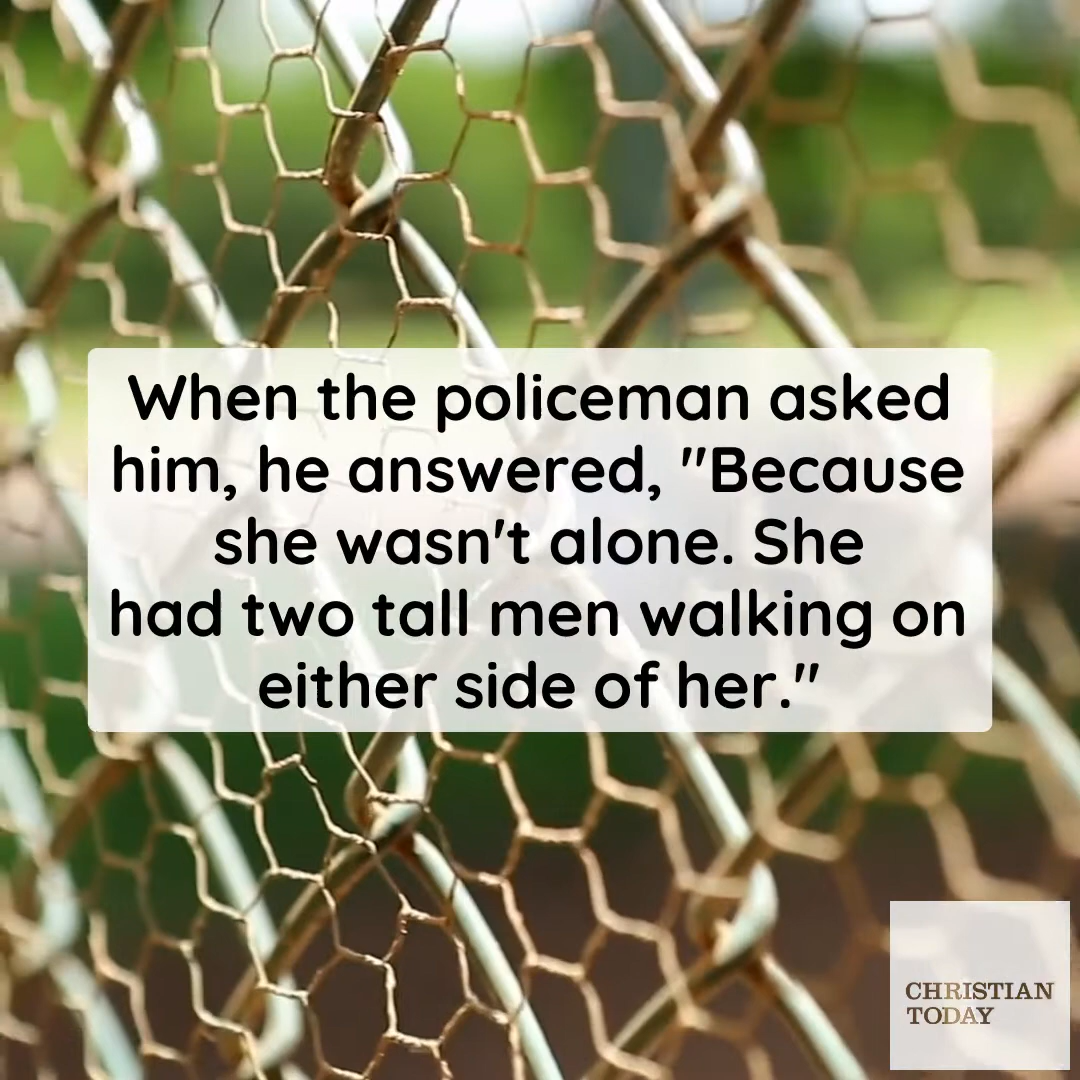 When the policeman asked
him, he answered, "Because
she wasn't alone. She
had two tall men walking on
either side of her."
CHRISTIAN
TODAY